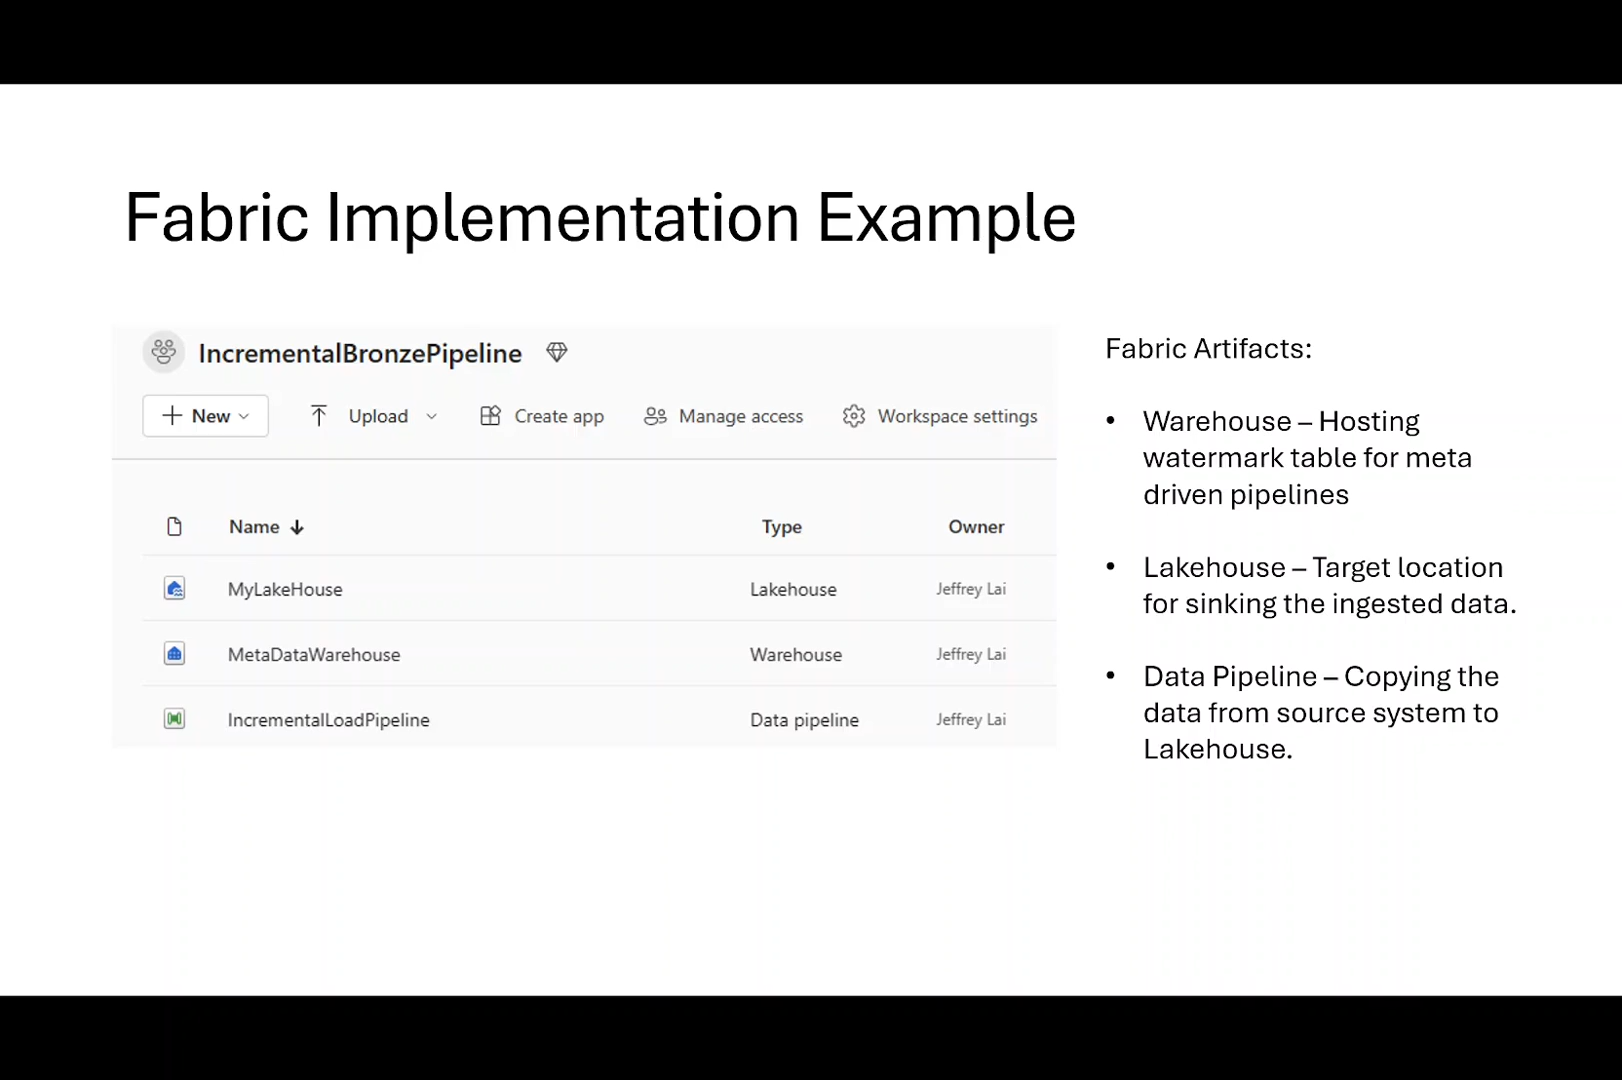 Fabric Implementation Example
IncrementalBronzePipeline
New
Upload
Create app
Manage access
Workspace settings
Name
Type
Owner
MyLakeHouse
Lakehouse
Jeffrey Lai
MetaDataWarehouse
Warehouse
Jeffrey Lai
IncrementalLoadPipeline
Data pipeline
Jeffrey Lai
Fabric Artifacts:
• Warehouse – Hosting
watermark table for meta
driven pipelines
• Lakehouse – Target location
for sinking the ingested data.
• Data Pipeline – Copying the
data from source system to
Lakehouse.